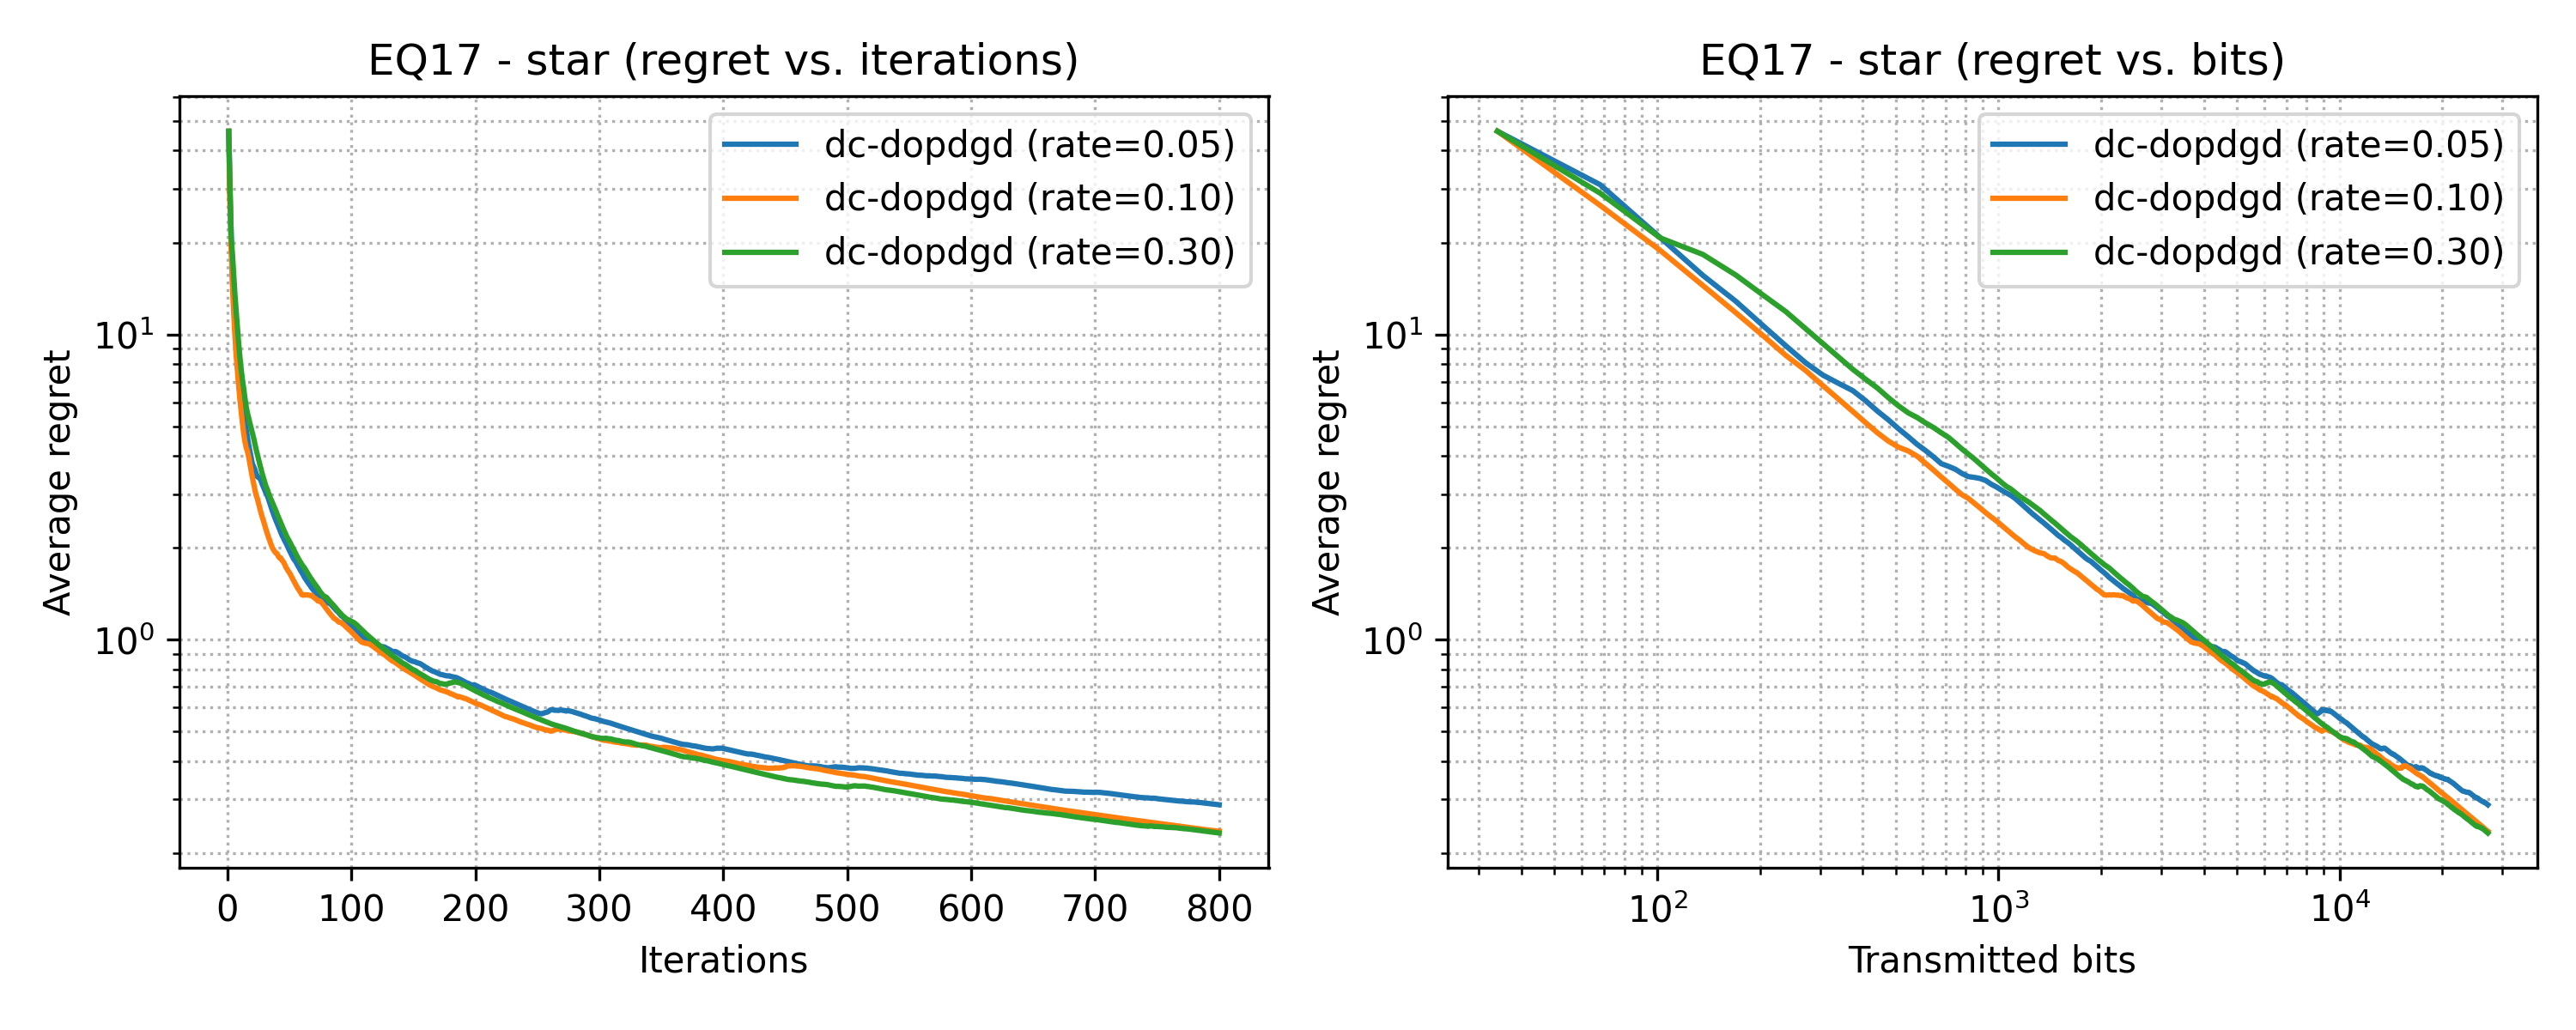 EQ17 - star (regret vs. iterations)
dc-dopdgd (rate=0.05)
dc-dopdgd (rate=0.10)
dc-dopdgd (rate=0.30)
Average regret
10¹
10⁰
0 100 200 300 400 500 600 700 800
Iterations
EQ17 - star (regret vs. bits)
dc-dopdgd (rate=0.05)
dc-dopdgd (rate=0.10)
dc-dopdgd (rate=0.30)
Average regret
10¹
10⁰
10² 10³ 10⁴
Transmitted bits